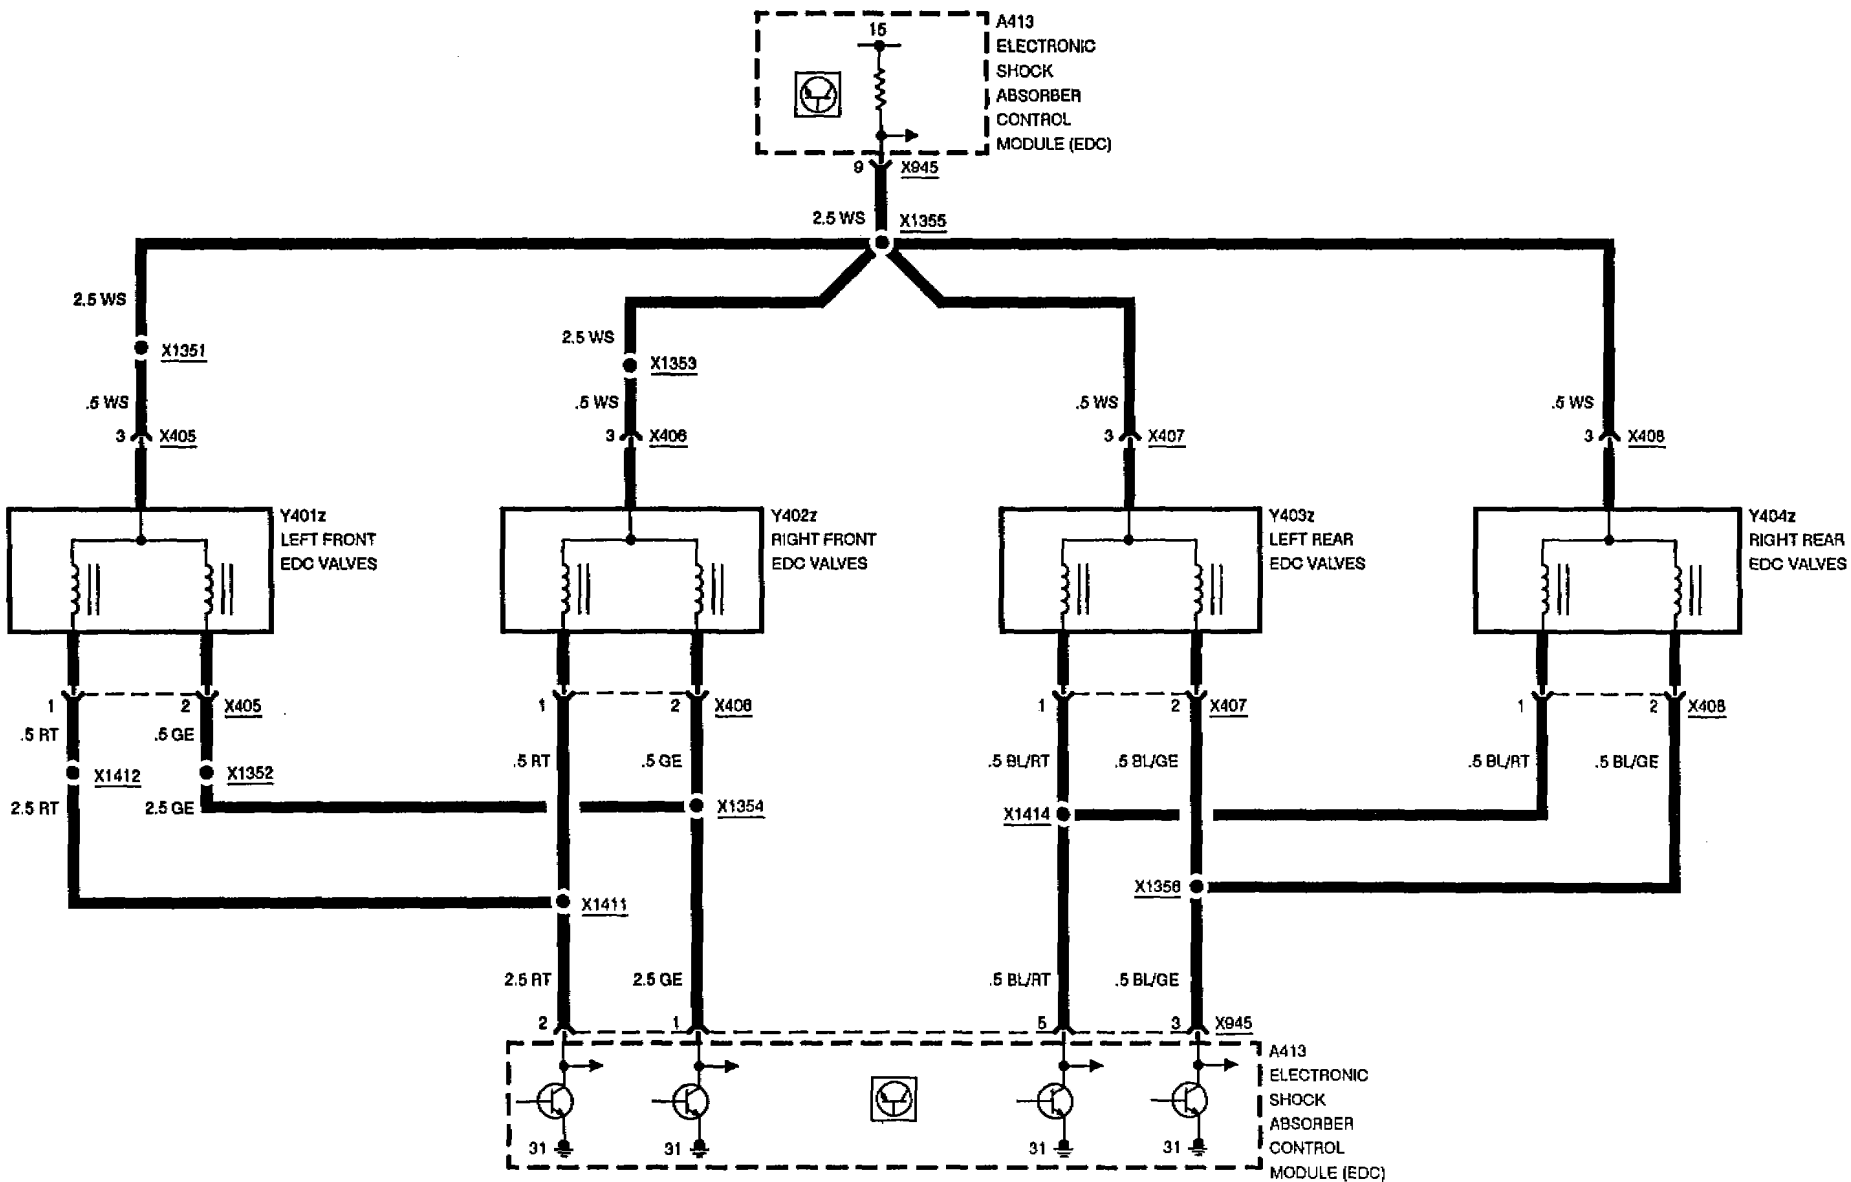 A413
ELECTRONIC
SHOCK
ABSORBER
CONTROL
MODULE (EDC)
15
9 X945
2.5 WS X1355
2.5 WS
X1351
2.5 WS
X1353
.5 WS
.5 WS
.5 WS
.5 WS
3 X405
3 X406
3 X407
3 X408
Y401z
LEFT FRONT
EDC VALVES
Y402z
RIGHT FRONT
EDC VALVES
Y403z
LEFT REAR
EDC VALVES
Y404z
RIGHT REAR
EDC VALVES
1 2 X405
1 2 X406
1 2 X407
1 2 X408
.5 RT .5 GE
.5 RT .5 GE
.5 BL/RT .5 BL/GE
.5 BL/RT .5 BL/GE
X1412 X1352
2.5 RT 2.5 GE
X1354
X1414
X1356
X1411
2.5 RT 2.5 GE .5 BL/RT .5 BL/GE
2 1 5 3 X945
A413
ELECTRONIC
SHOCK
ABSORBER
CONTROL
MODULE (EDC)
31 31 31 31